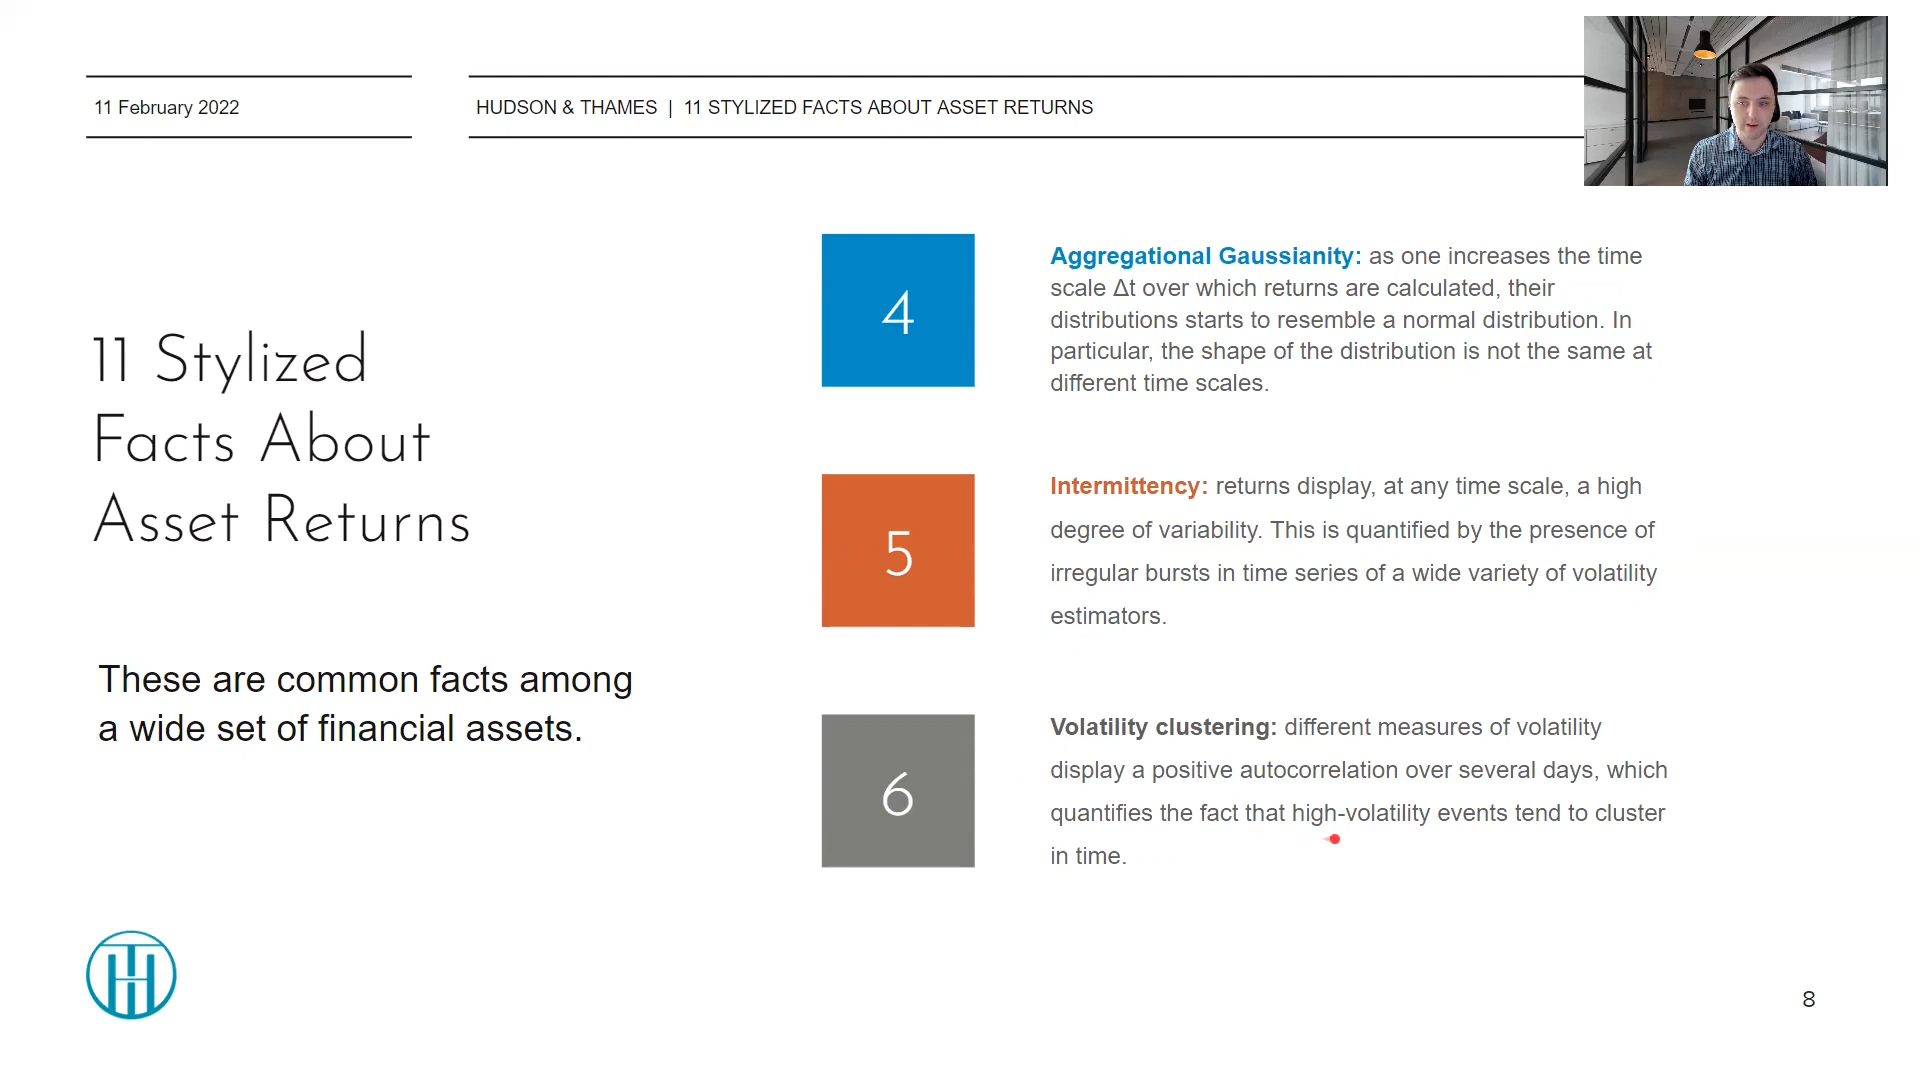 11 February 2022
HUDSON & THAMES | 11 STYLIZED FACTS ABOUT ASSET RETURNS
11 Stylized
Facts About
Asset Returns
These are common facts among
a wide set of financial assets.
4
Aggregational Gaussianity: as one increases the time
scale Δt over which returns are calculated, their
distributions starts to resemble a normal distribution. In
particular, the shape of the distribution is not the same at
different time scales.
5
Intermittency: returns display, at any time scale, a high
degree of variability. This is quantified by the presence of
irregular bursts in time series of a wide variety of volatility
estimators.
6
Volatility clustering: different measures of volatility
display a positive autocorrelation over several days, which
quantifies the fact that high-volatility events tend to cluster
in time.
8